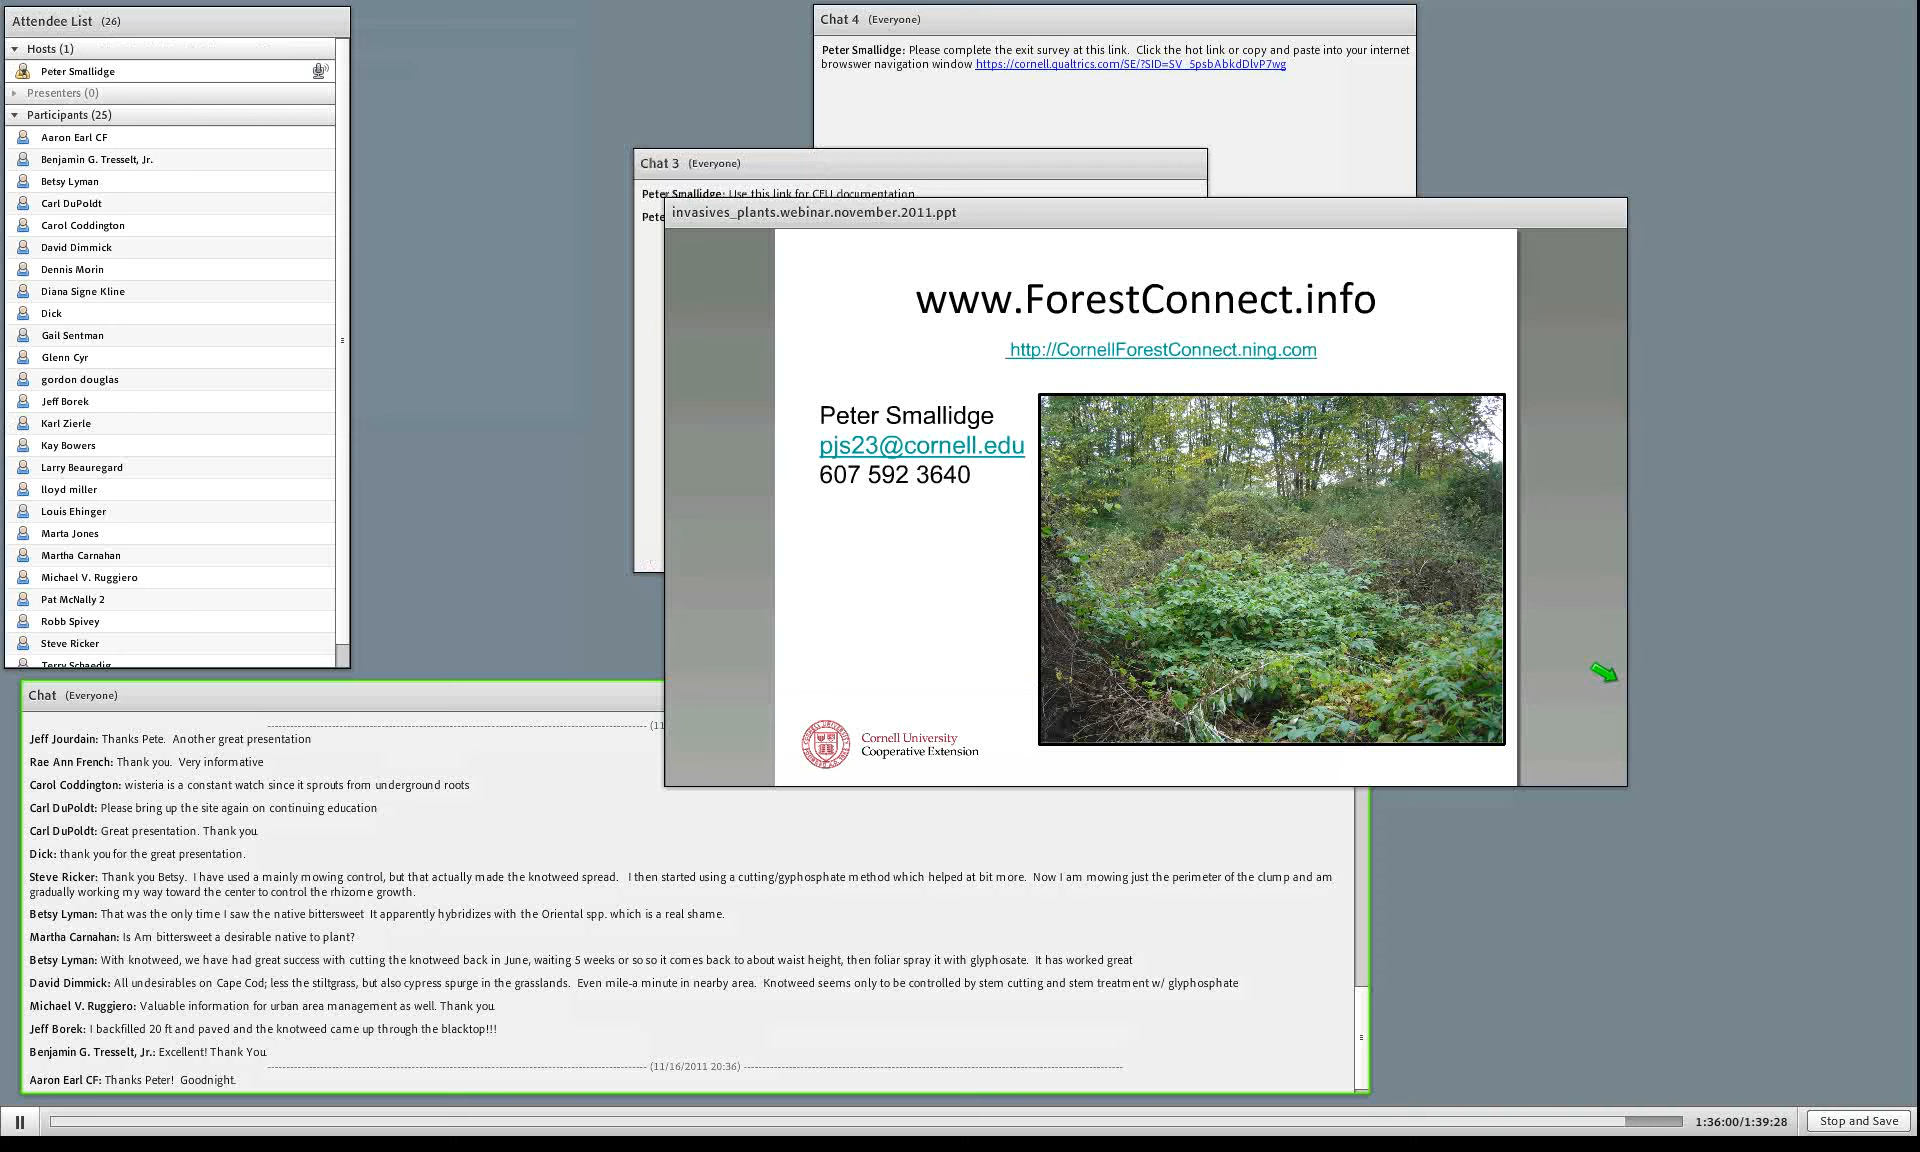 Attendee List (26)
Hosts (1)
Peter Smallidge
Presenters (0)
Participants (25)
Aaron Earl CF
Benjamin G. Tresselt, Jr.
Betsy Lyman
Carl DuPoldt
Carol Coddington
David Dimmick
Dennis Morin
Diana Signe Kline
Dick
Gail Sentman
Glenn Cyr
gordon douglas
Jeff Borek
Karl Zierle
Kay Bowers
Larry Beauregard
lloyd miller
Louis Ehinger
Marta Jones
Martha Carnahan
Michael V. Ruggiero
Pat McNally 2
Robb Spivey
Steve Ricker
Terry Schaedig
Chat 4 (Everyone)
Peter Smallidge: Please complete the exit survey at this link. Click the hot link or copy and paste into your internet
browswer navigation window https://cornell.qualtrics.com/SE/?SID=SV_5psbAbkdDlvP7wg
Chat 3 (Everyone)
Peter Smallidge: Use this link for CEU documentation
Pete
invasives_plants.webinar.november.2011.ppt
www.ForestConnect.info
http://CornellForestConnect.ning.com
Peter Smallidge
pjs23@cornell.edu
607 592 3640
Cornell University
Cooperative Extension
Chat (Everyone)
(11
Jeff Jourdain: Thanks Pete. Another great presentation
Rae Ann French: Thank you. Very informative
Carol Coddington: wisteria is a constant watch since it sprouts from underground roots
Carl DuPoldt: Please bring up the site again on continuing education
Carl DuPoldt: Great presentation. Thank you.
Dick: thank you for the great presentation.
Steve Ricker: Thank you Betsy. I have used a mainly mowing control, but that actually made the knotweed spread. I then started using a cutting/gyphosphate method which helped at bit more. Now I am mowing just the perimeter of the clump and am
gradually working my way toward the center to control the rhizome growth.
Betsy Lyman: That was the only time I saw the native bittersweet It apparently hybridizes with the Oriental spp. which is a real shame.
Martha Carnahan: Is Am bittersweet a desirable native to plant?
Betsy Lyman: With knotweed, we have had great success with cutting the knotweed back in June, waiting 5 weeks or so so it comes back to about waist height, then foliar spray it with glyphosate. It has worked great
David Dimmick: All undesirables on Cape Cod; less the stiltgrass, but also cypress spurge in the grasslands. Even mile-a minute in nearby area. Knotweed seems only to be controlled by stem cutting and stem treatment w/ glyphosphate
Michael V. Ruggiero: Valuable information for urban area management as well. Thank you.
Jeff Borek: I backfilled 20 ft and paved and the knotweed came up through the blacktop!!!
Benjamin G. Tresselt, Jr.: Excellent! Thank You.
(11/16/2011 20:36)
Aaron Earl CF: Thanks Peter! Goodnight.
1:36:00/1:39:28
Stop and Save